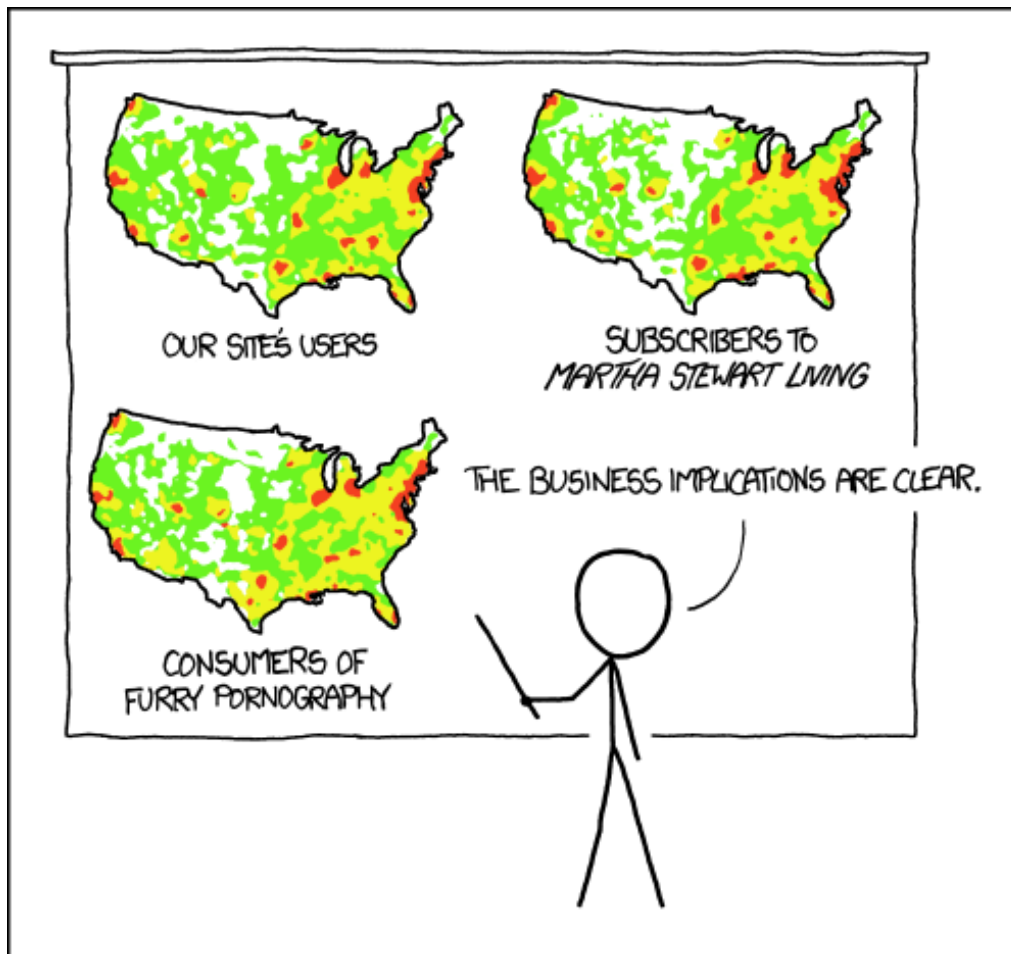 OUR SITE'S USERS
SUBSCRIBERS TO
MARTHA STEWART LIVING
CONSUMERS OF
FURRY PORNOGRAPHY
THE BUSINESS IMPLICATIONS ARE CLEAR.